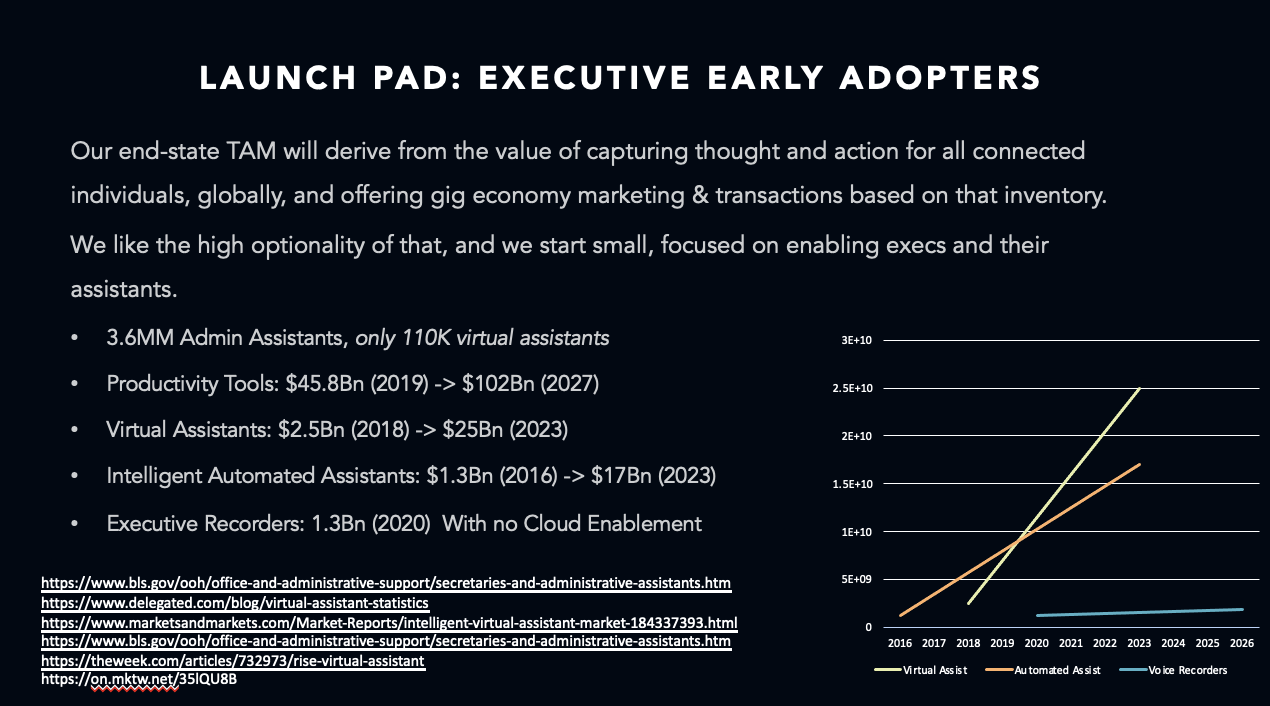 LAUNCH PAD: EXECUTIVE EARLY ADOPTERS
Our end-state TAM will derive from the value of capturing thought and action for all connected
individuals, globally, and offering gig economy marketing & transactions based on that inventory.
We like the high optionality of that, and we start small, focused on enabling execs and their
assistants.
• 3.6MM Admin Assistants, only 110K virtual assistants
• Productivity Tools: $45.8Bn (2019) -> $102Bn (2027)
• Virtual Assistants: $2.5Bn (2018) -> $25Bn (2023)
• Intelligent Automated Assistants: $1.3Bn (2016) -> $17Bn (2023)
• Executive Recorders: 1.3Bn (2020)  With no Cloud Enablement
https://www.bls.gov/ooh/office-and-administrative-support/secretaries-and-administrative-assistants.htm
https://www.delegated.com/blog/virtual-assistant-statistics
https://www.marketsandmarkets.com/Market-Reports/intelligent-virtual-assistant-market-184337393.html
https://www.bls.gov/ooh/office-and-administrative-support/secretaries-and-administrative-assistants.htm
https://theweek.com/articles/732973/rise-virtual-assistant
https://on.mktw.net/35lQU8B
3E+10
2.5E+10
2E+10
1.5E+10
1E+10
5E+09
0
2016 2017 2018 2019 2020 2021 2022 2023 2024 2025 2026
Virtual Assist Automated Assist Voice Recorders